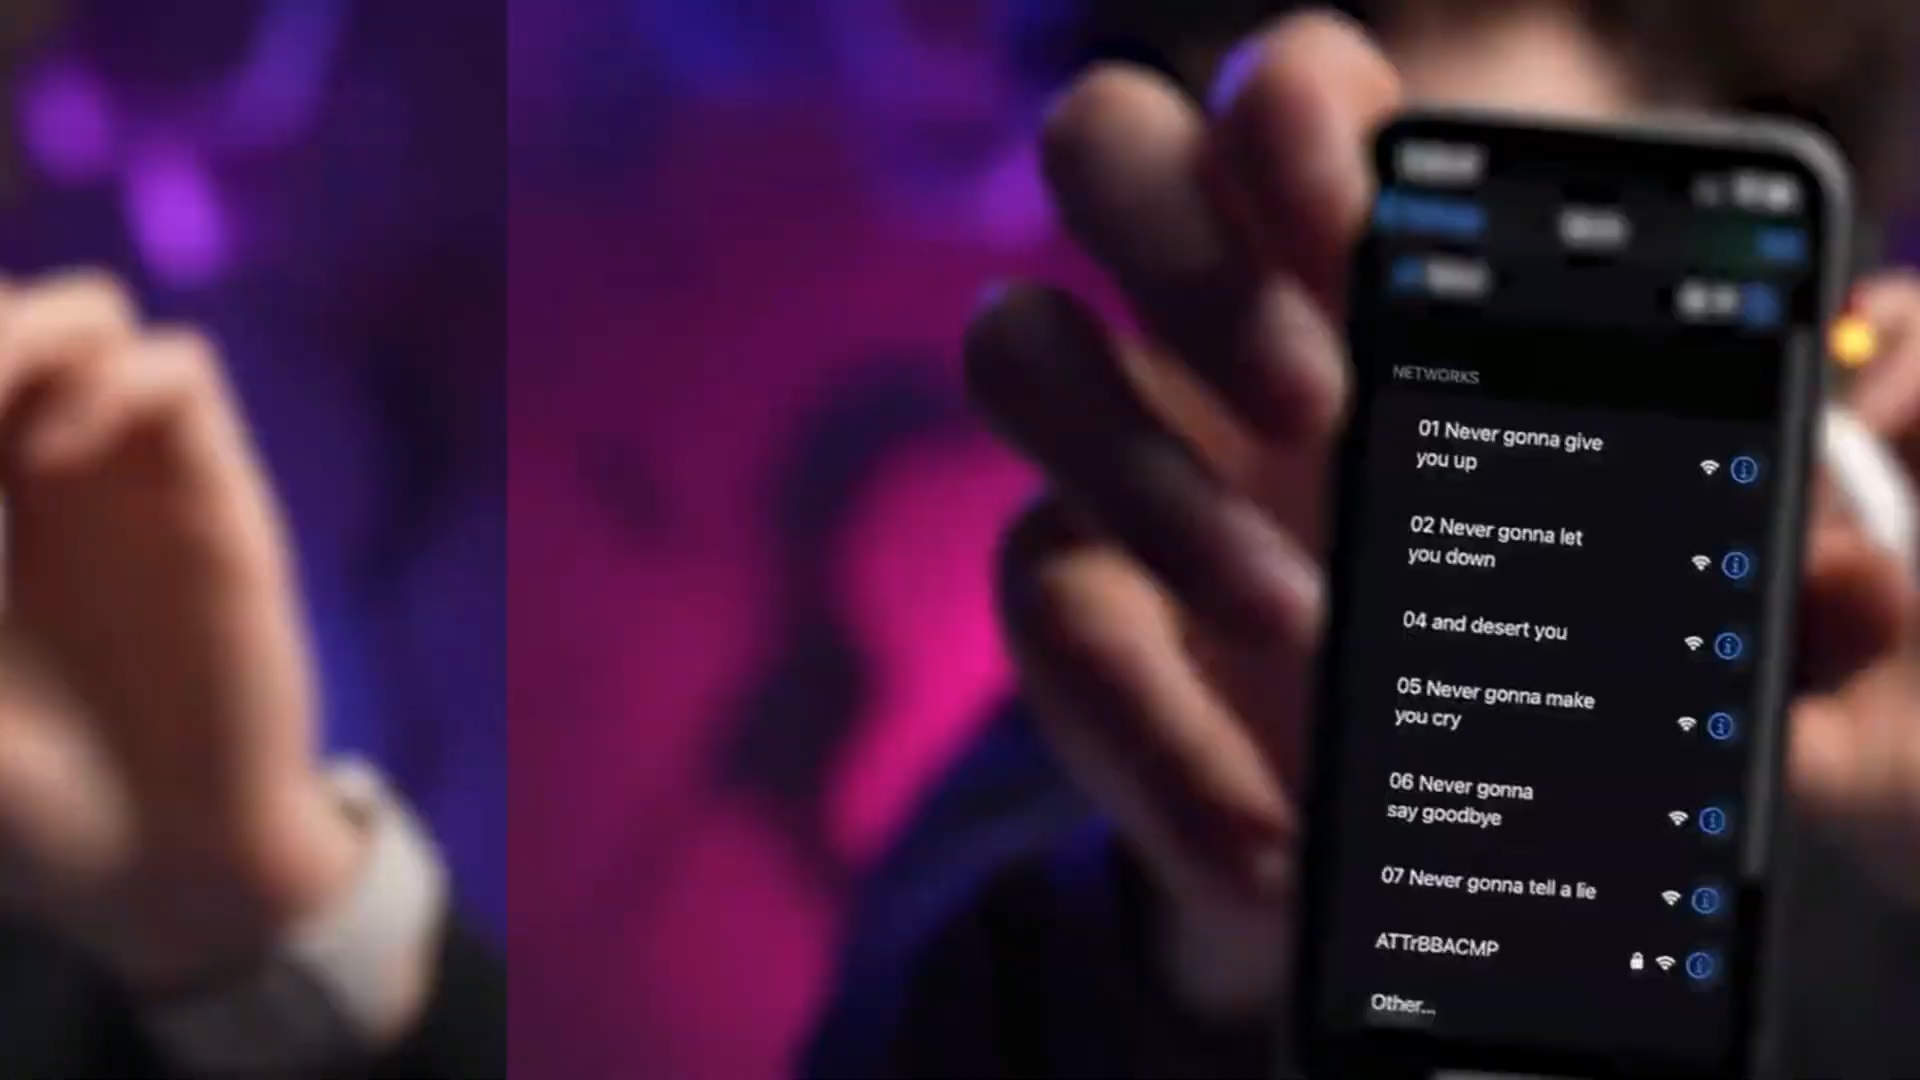 NETWORKS
01 Never gonna give
you up
02 Never gonna let
you down
04 and desert you
05 Never gonna make
you cry
06 Never gonna
say goodbye
07 Never gonna tell a lie
ATTrBBACMP
Other...